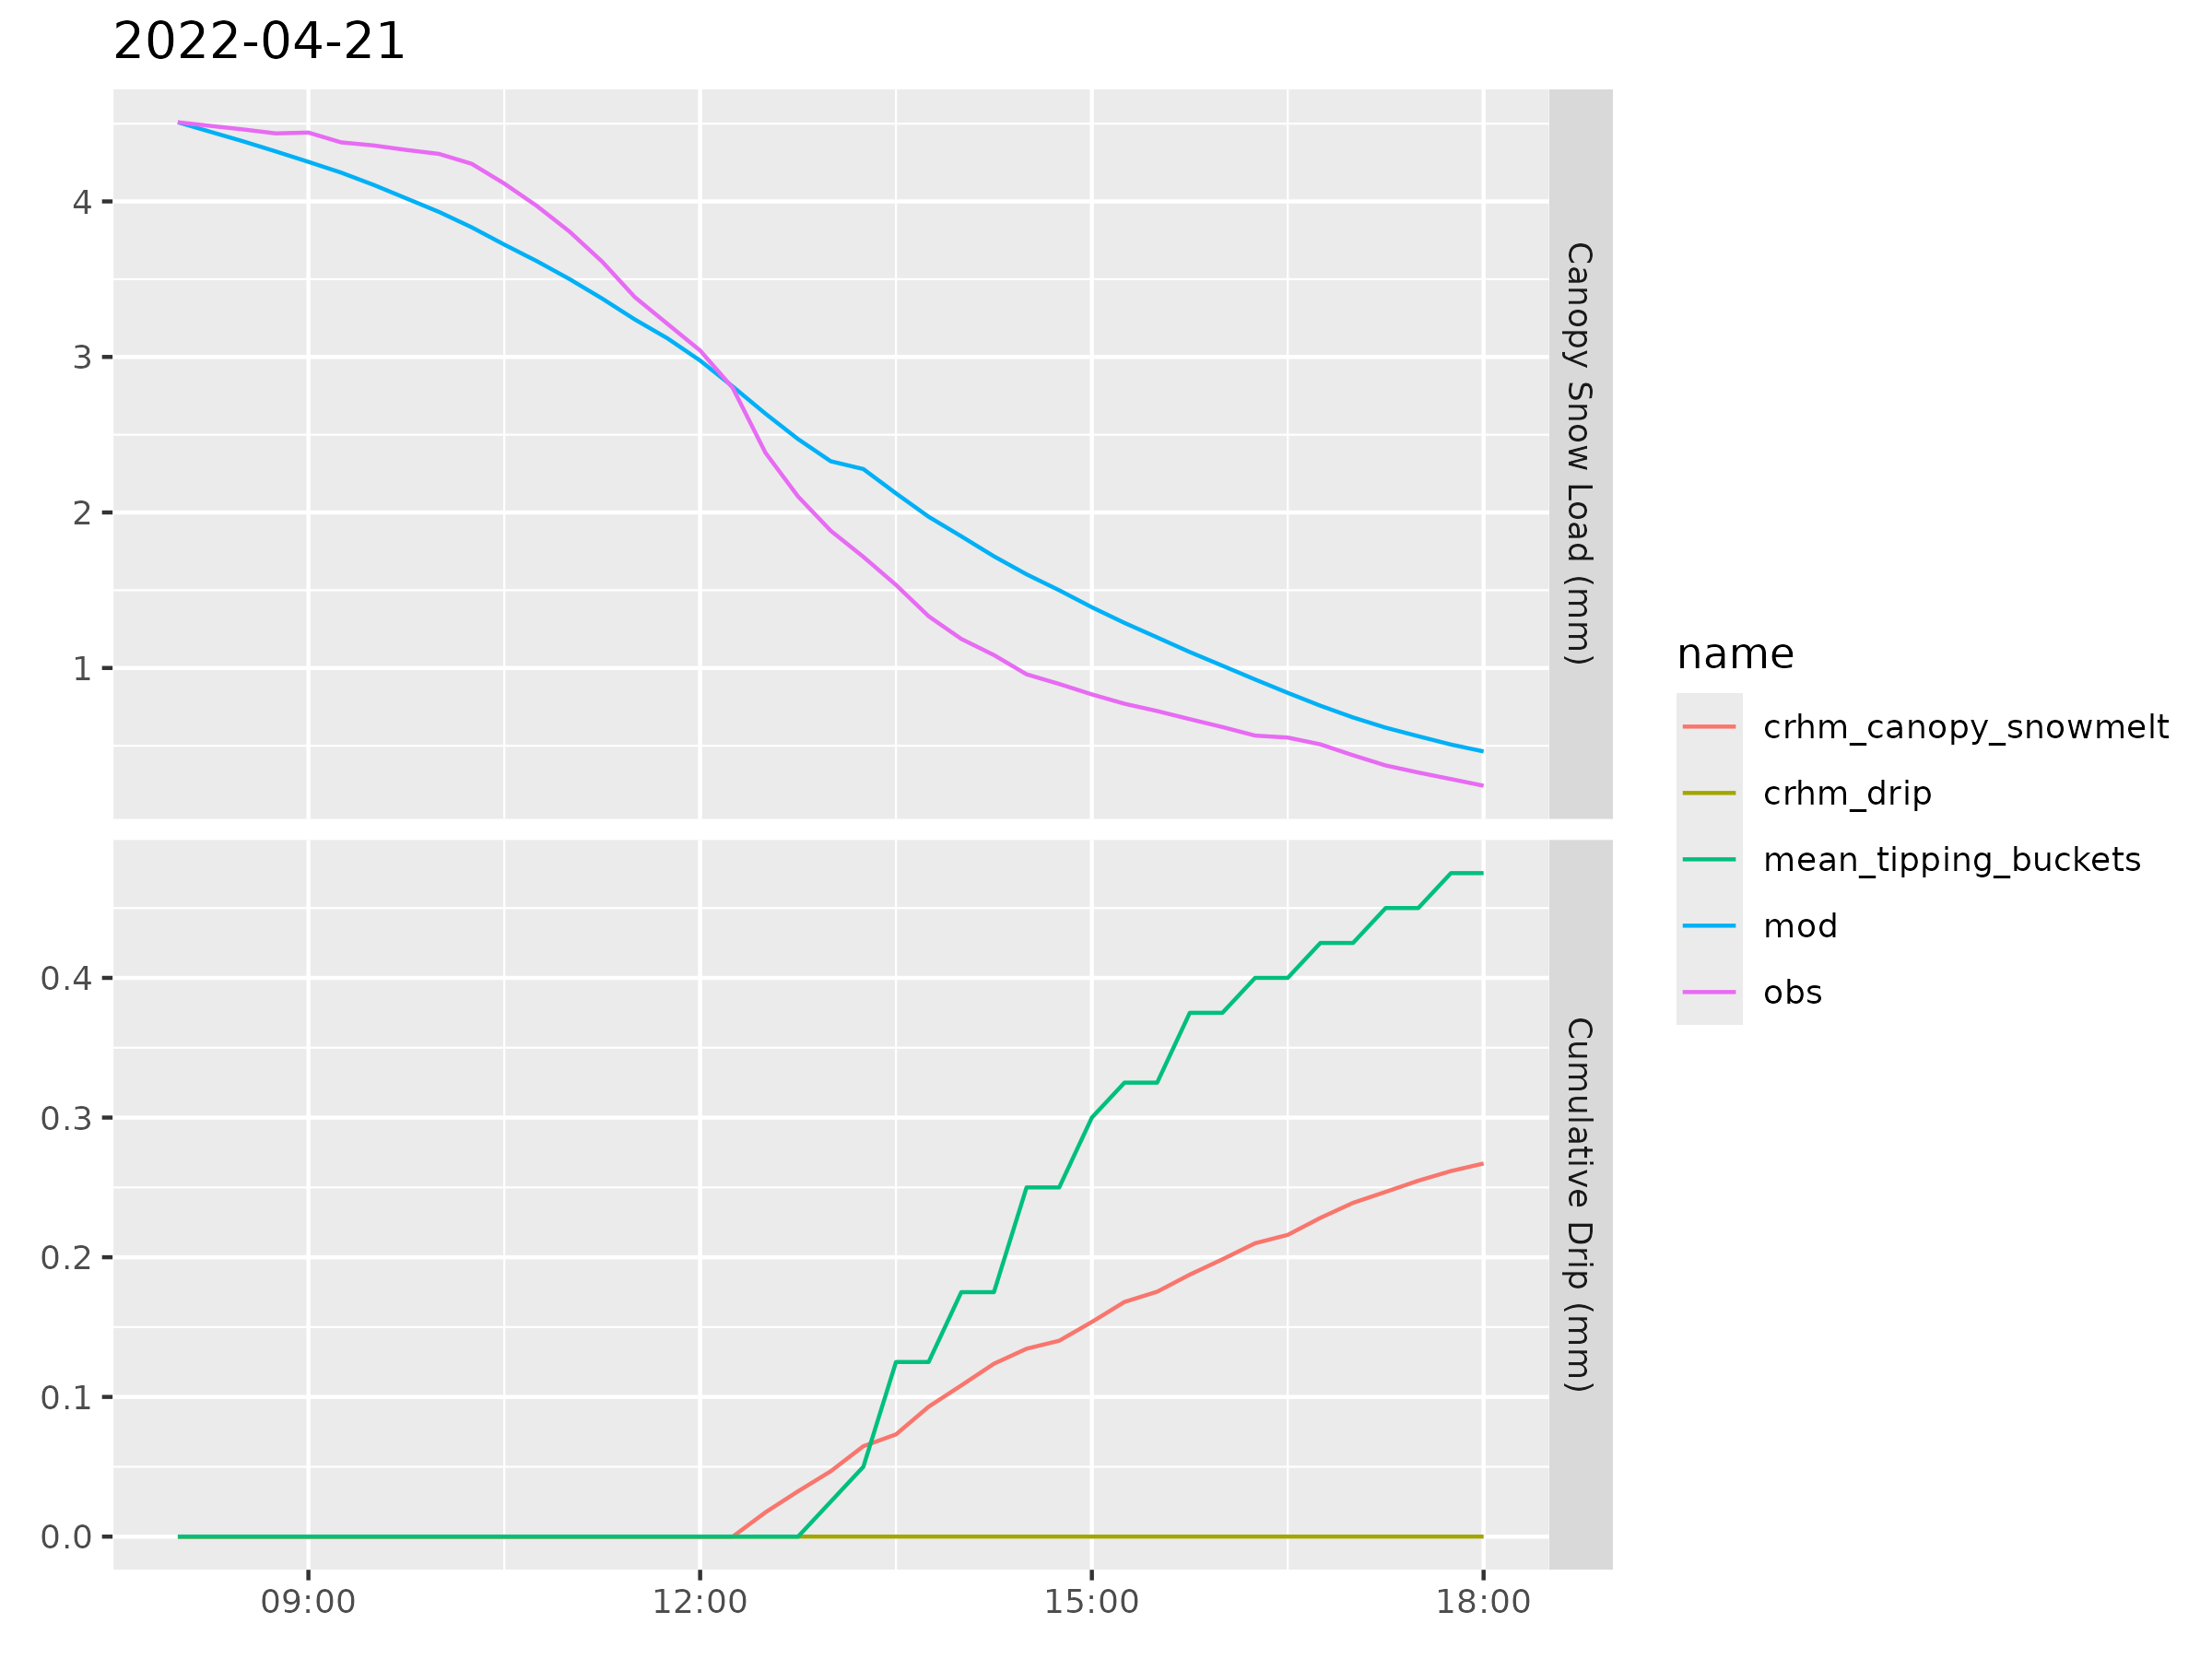 2022-04-21
4
3
2
1
Canopy Snow Load (mm)
0.4
0.3
0.2
0.1
0.0
Cumulative Drip (mm)
09:00
12:00
15:00
18:00
name
crhm_canopy_snowmelt
crhm_drip
mean_tipping_buckets
mod
obs